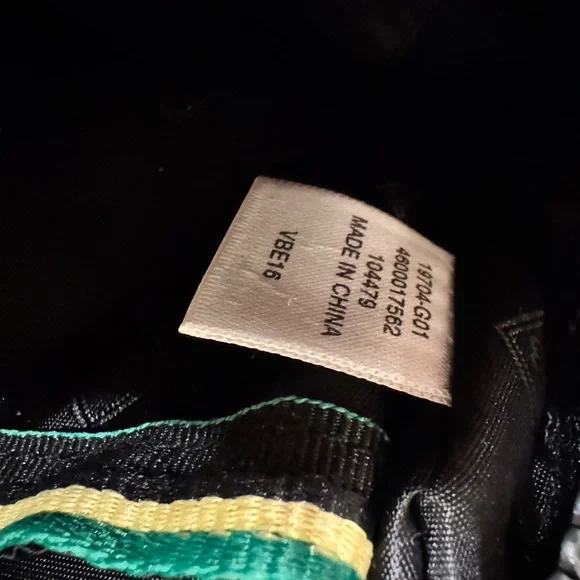 19704-G01
4600017562
104479
MADE IN CHINA
VBE16